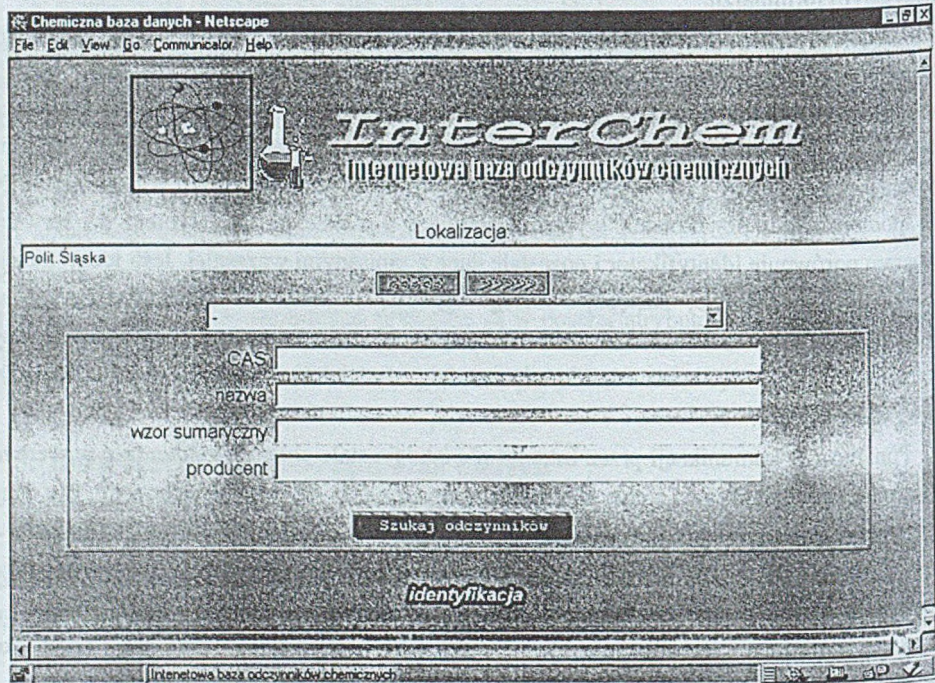 Chemiczna baza danych - Netscape
File Edit View Go Communicator Help
InterChem
Internetowa baza odczynników chemicznych
Lokalizacja:
Polit.Śląska
<<<<< >>>>>
-
CAS
nazwa
wzor sumaryczny
producent
Szukaj odczynników
identyfikacja
Intenetowa baza odczynników chemicznych